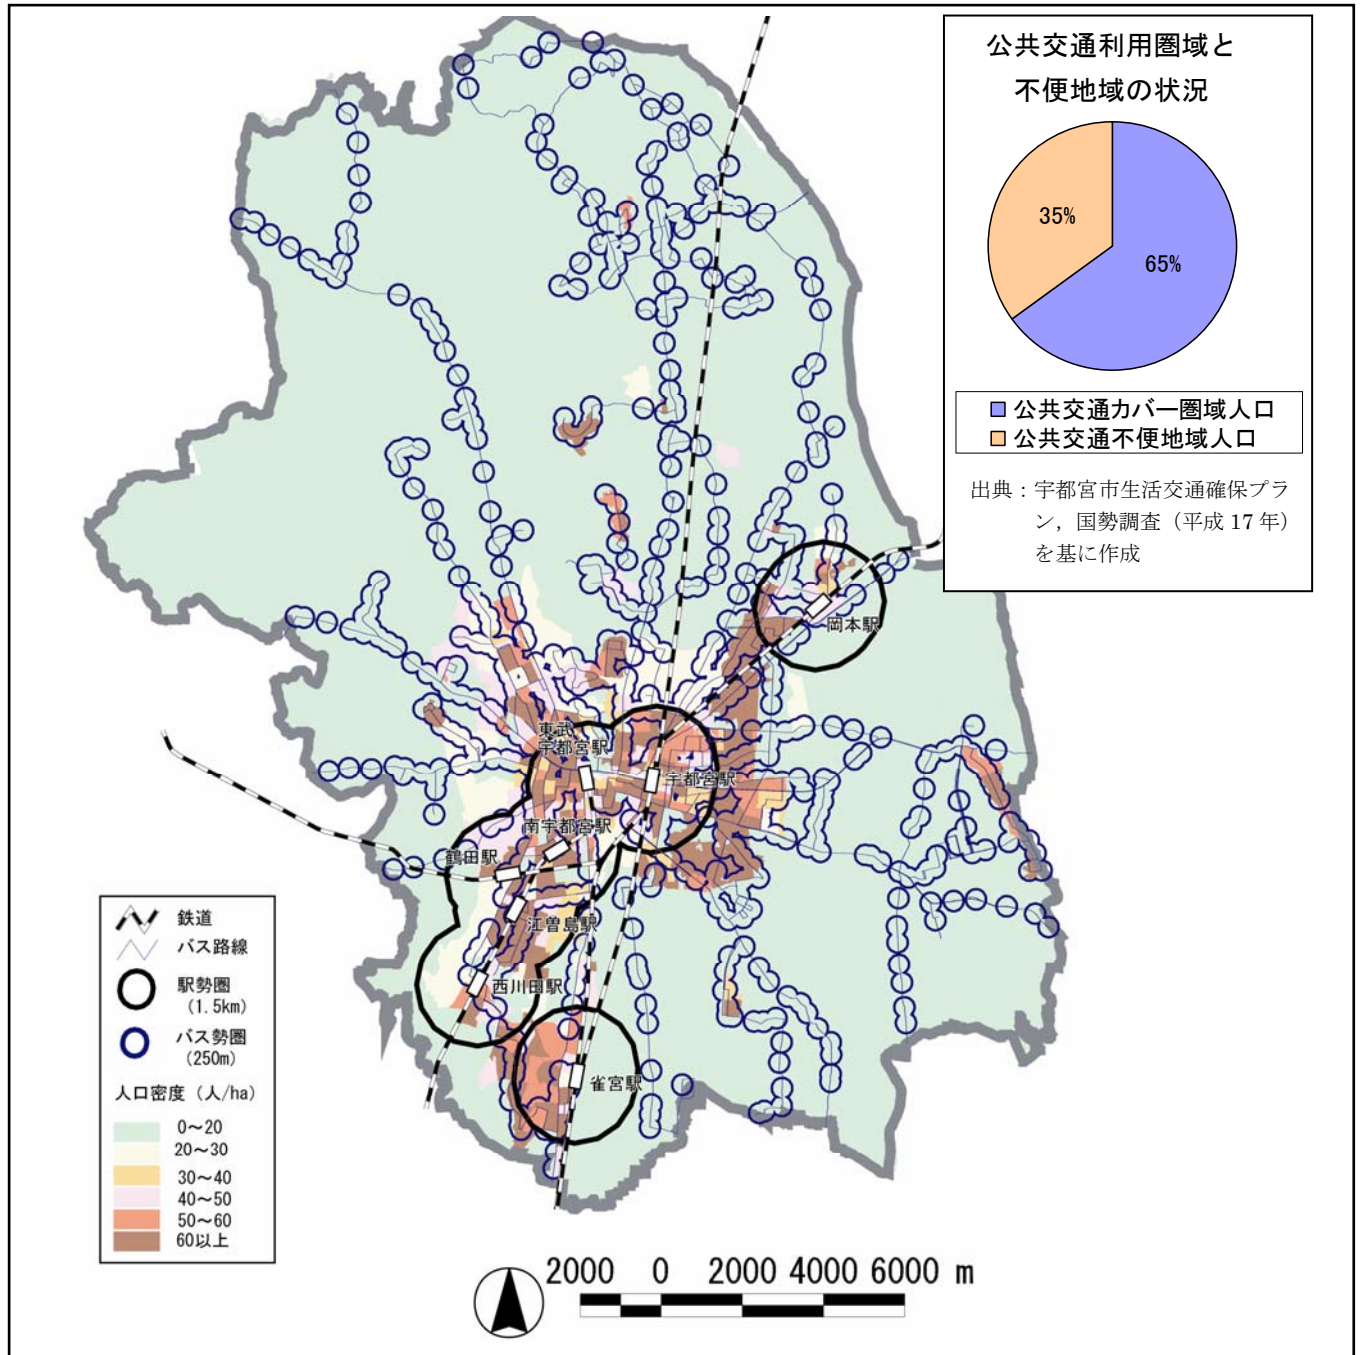 公共交通利用圏域と
不便地域の状況
35%
65%
公共交通カバー圏域人口
公共交通不便地域人口
出典：宇都宮市生活交通確保プラ
ン，国勢調査（平成 17 年）
を基に作成
岡本駅
東武
宇都宮駅
宇都宮駅
南宇都宮駅
鶴田駅
江曽島駅
西川田駅
雀宮駅
鉄道
バス路線
駅勢圏
(1.5km)
バス勢圏
(250m)
人口密度（人/ha）
0～20
20～30
30～40
40～50
50～60
60以上
2000 0 2000 4000 6000 m